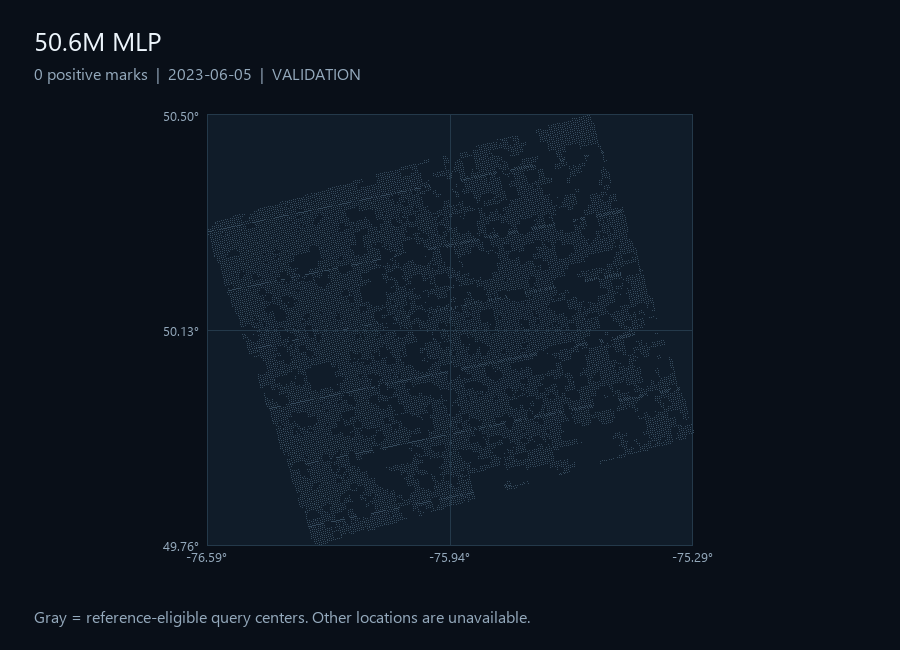 50.6M MLP
0 positive marks | 2023-06-05 | VALIDATION
50.50°
50.13°
49.76°
-76.59°
-75.94°
-75.29°
Gray = reference-eligible query centers. Other locations are unavailable.